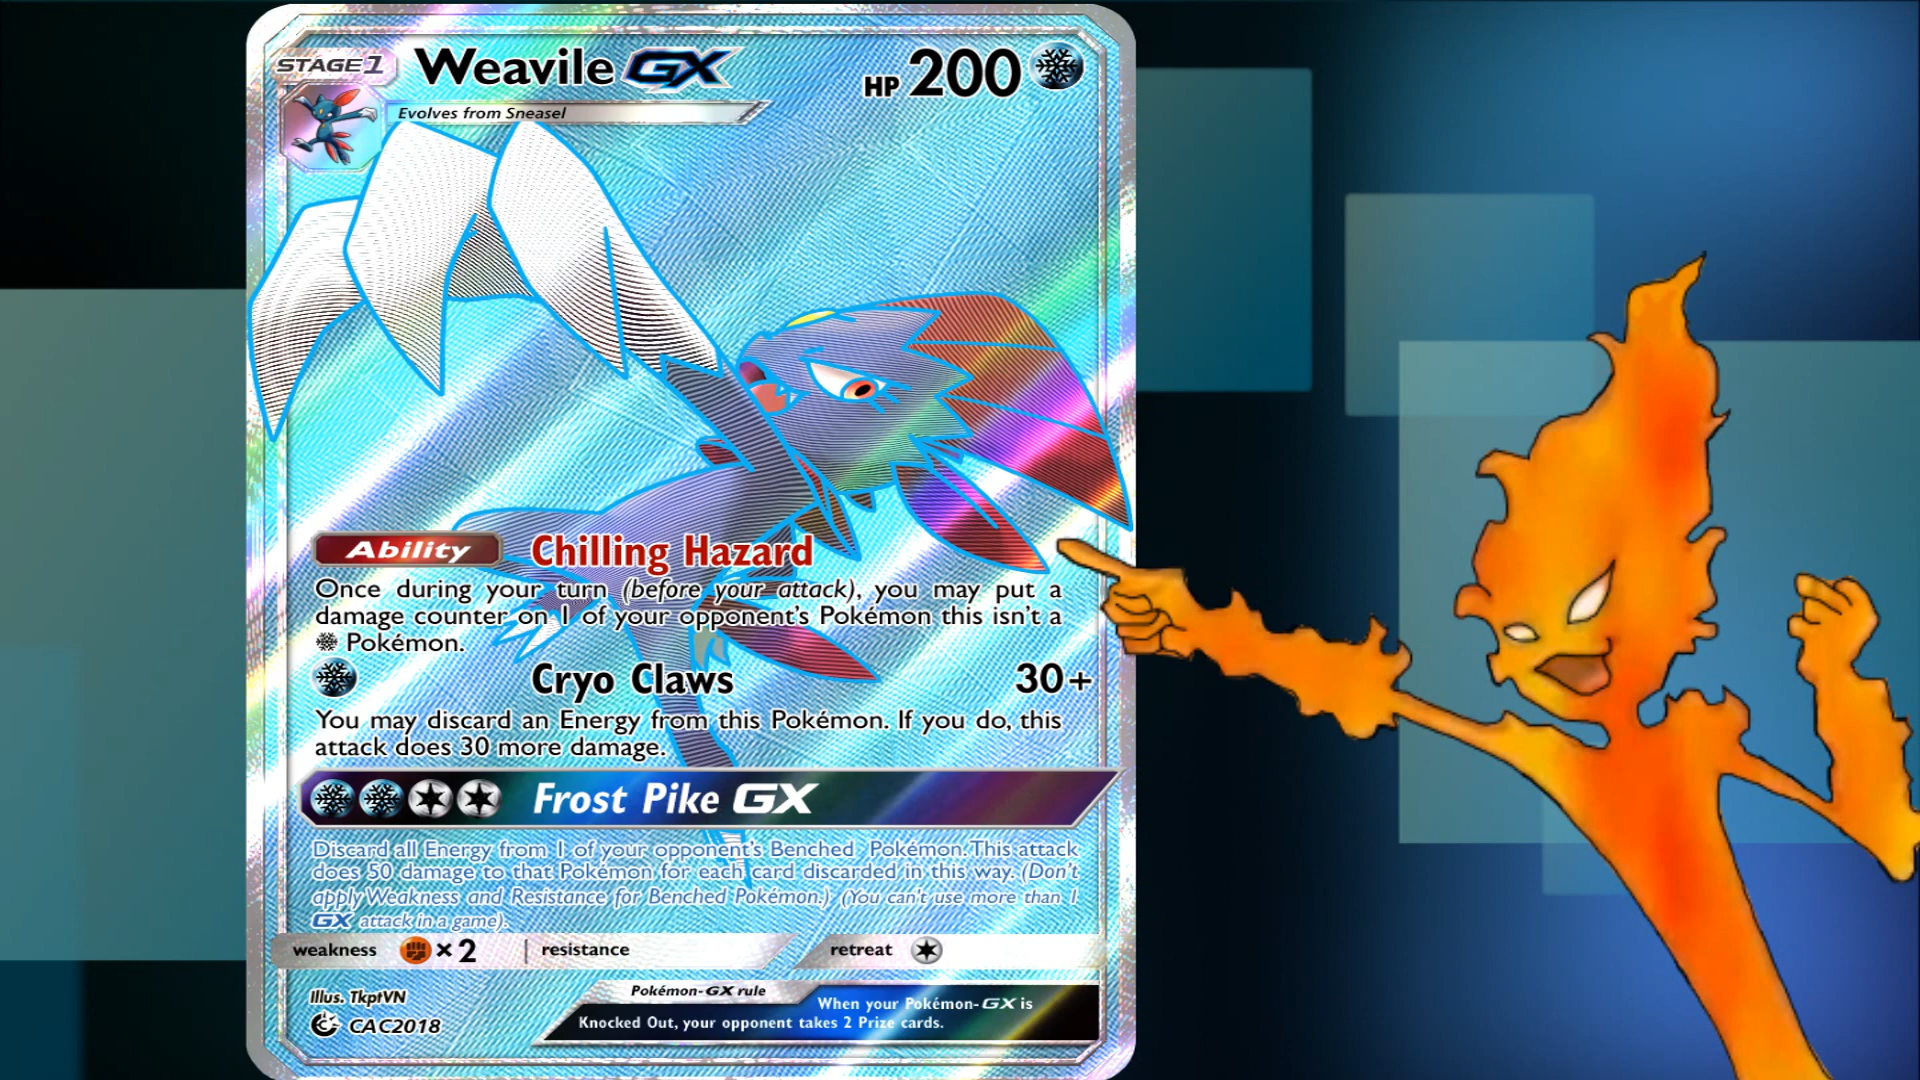 STAGE 1
Weavile GX
HP 200
Evolves from Sneasel
Ability Chilling Hazard
Once during your turn (before your attack), you may put a
damage counter on 1 of your opponent's Pokémon this isn't a
Pokémon.
Cryo Claws 30+
You may discard an Energy from this Pokémon. If you do, this
attack does 30 more damage.
Frost Pike GX
Discard all Energy from 1 of your opponent's Benched Pokémon. This attack
does 50 damage to that Pokémon for each card discarded in this way. (Don't
apply Weakness and Resistance for Benched Pokémon.) (You can't use more than 1
GX attack in a game).
weakness ×2 resistance retreat
Illus. TkptVN
CAC2018
Pokémon-GX rule
When your Pokémon-GX is
Knocked Out, your opponent takes 2 Prize cards.